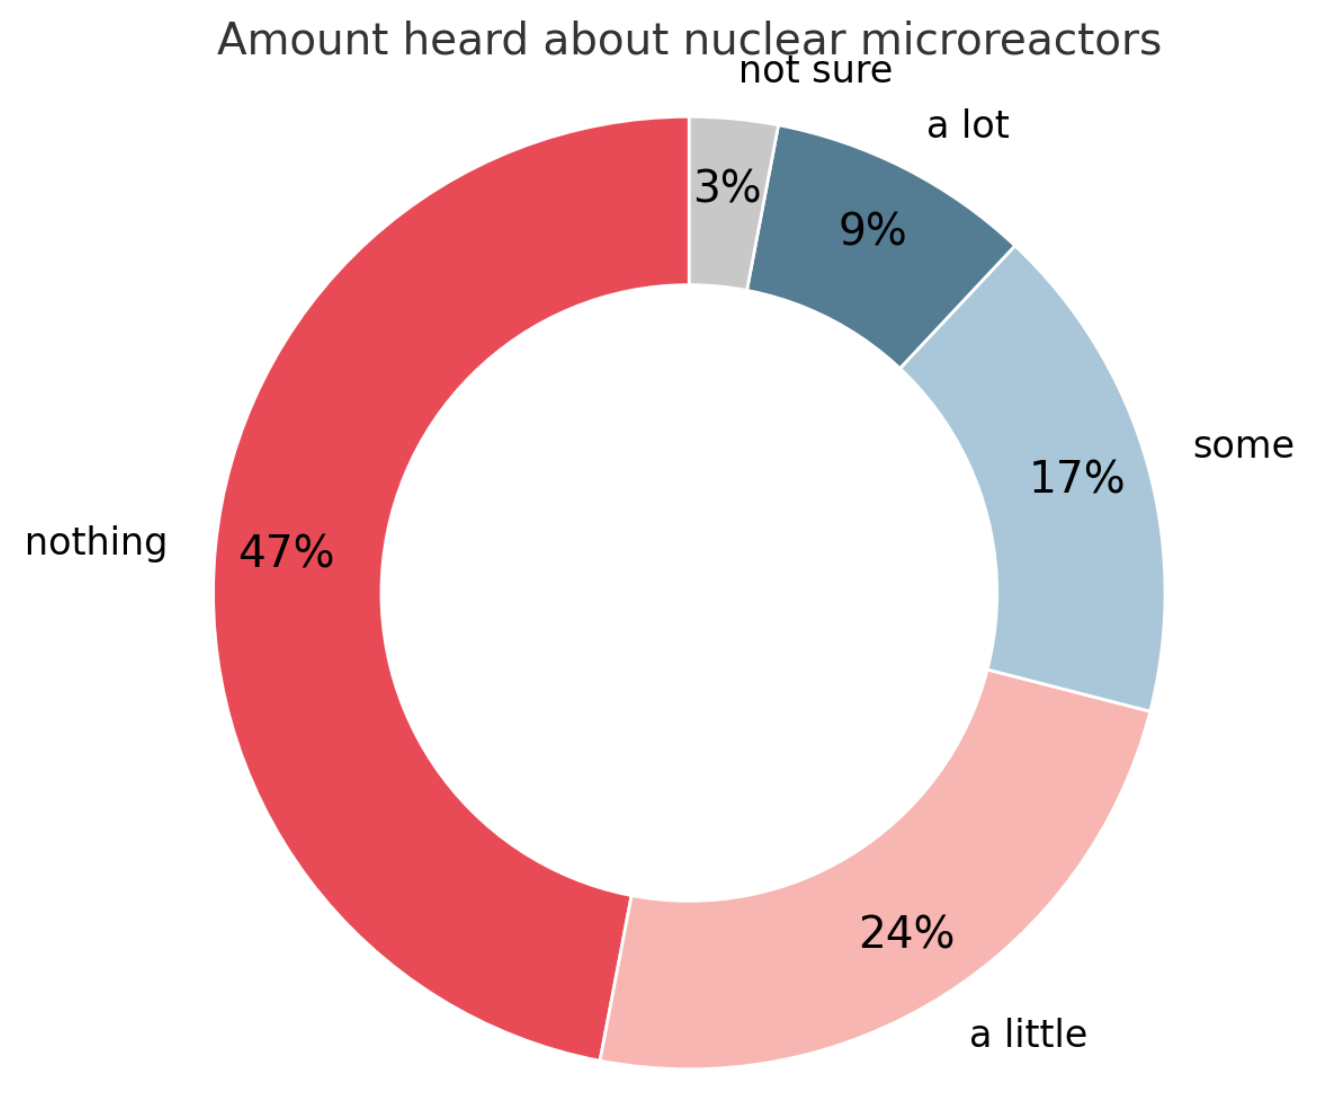 Amount heard about nuclear microreactors
not sure
a lot
3%
9%
some
17%
nothing
47%
24%
a little